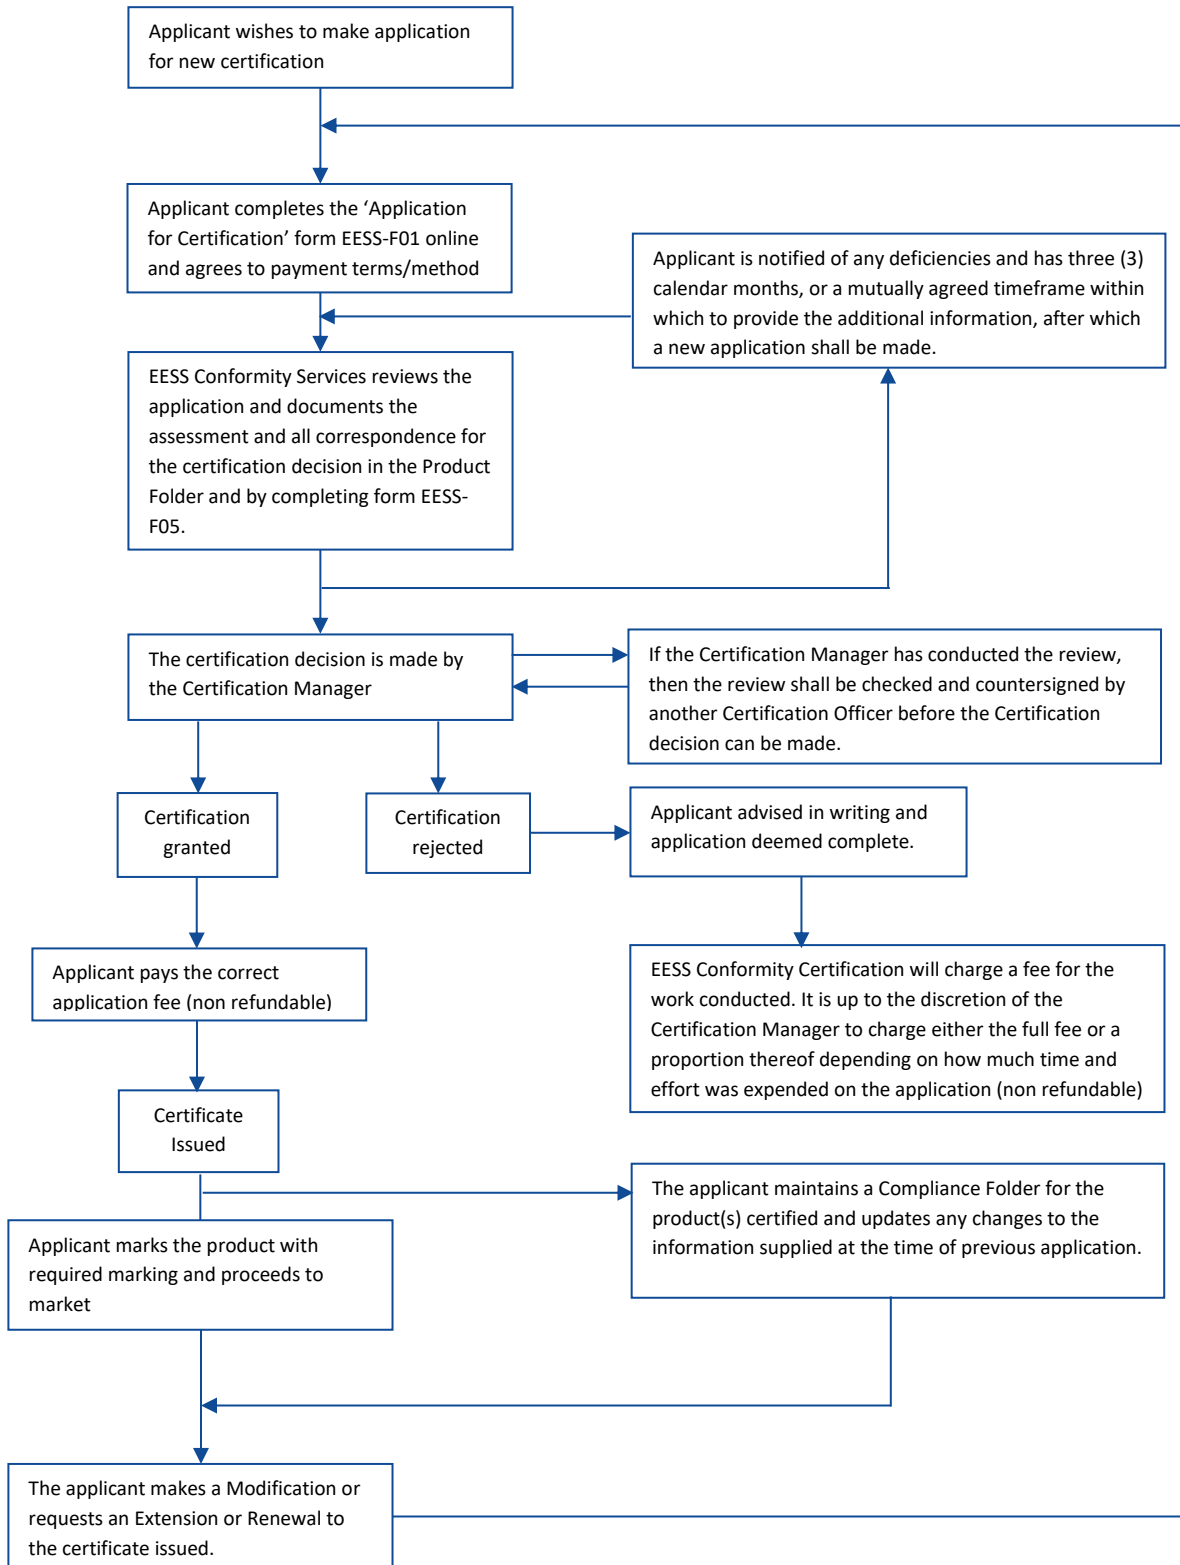 Applicant wishes to make application
for new certification
Applicant completes the ‘Application
for Certification’ form EESS-F01 online
and agrees to payment terms/method
Applicant is notified of any deficiencies and has three (3)
calendar months, or a mutually agreed timeframe within
which to provide the additional information, after which
a new application shall be made.
EESS Conformity Services reviews the
application and documents the
assessment and all correspondence for
the certification decision in the Product
Folder and by completing form EESS-
F05.
The certification decision is made by
the Certification Manager
If the Certification Manager has conducted the review,
then the review shall be checked and countersigned by
another Certification Officer before the Certification
decision can be made.
Certification
granted
Certification
rejected
Applicant advised in writing and
application deemed complete.
Applicant pays the correct
application fee (non refundable)
EESS Conformity Certification will charge a fee for the
work conducted. It is up to the discretion of the
Certification Manager to charge either the full fee or a
proportion thereof depending on how much time and
effort was expended on the application (non refundable)
Certificate
Issued
The applicant maintains a Compliance Folder for the
product(s) certified and updates any changes to the
information supplied at the time of previous application.
Applicant marks the product with
required marking and proceeds to
market
The applicant makes a Modification or
requests an Extension or Renewal to
the certificate issued.